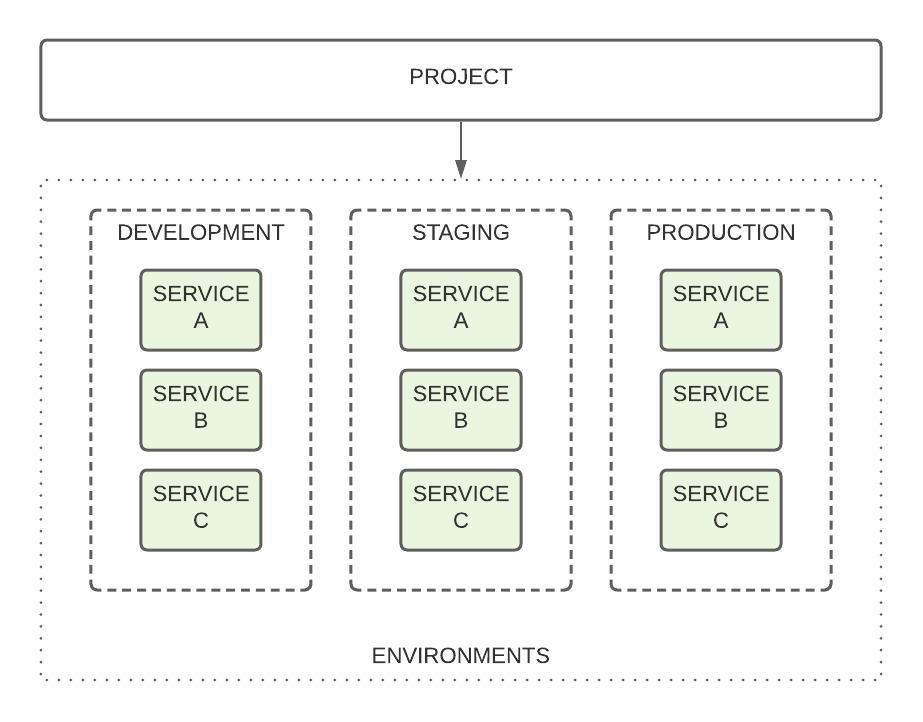 PROJECT
DEVELOPMENT
SERVICE
A
SERVICE
B
SERVICE
C
STAGING
SERVICE
A
SERVICE
B
SERVICE
C
PRODUCTION
SERVICE
A
SERVICE
B
SERVICE
C
ENVIRONMENTS